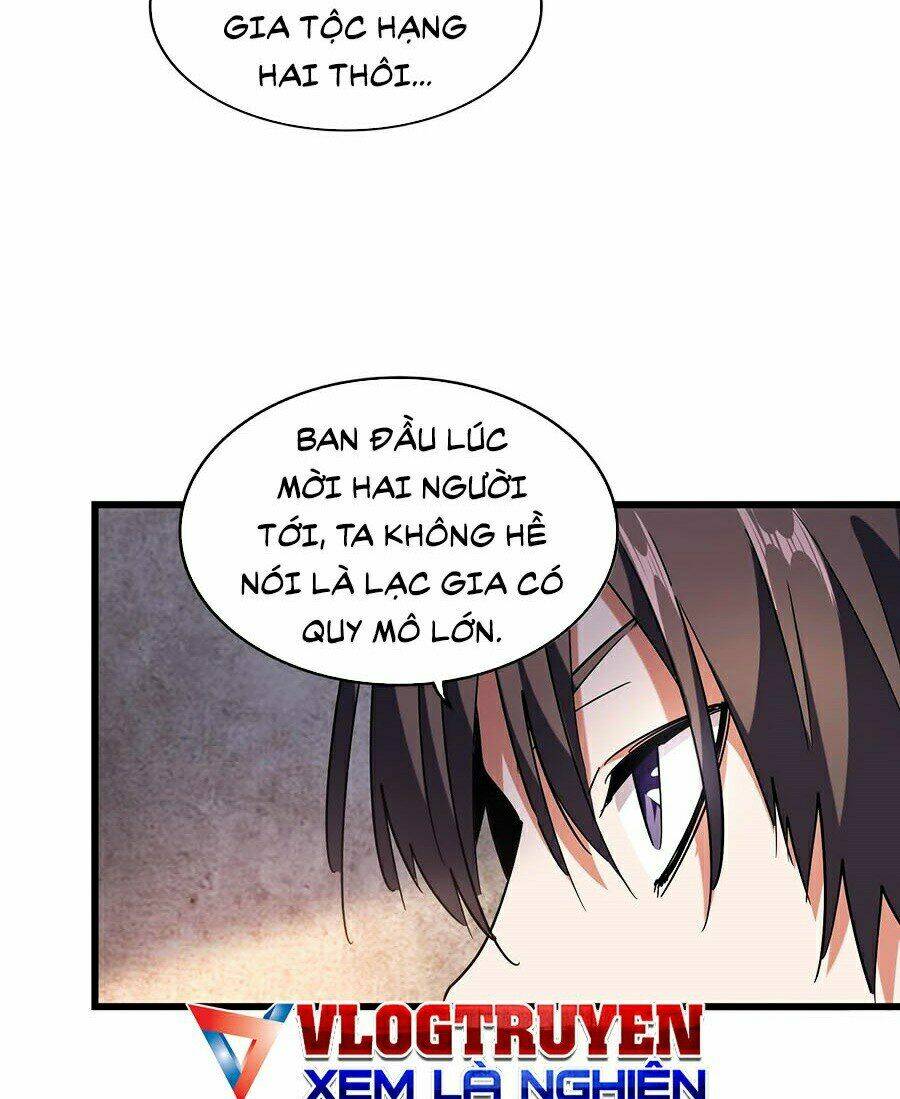 GIA TỘC HẠNG
HAI THÔI...
BAN ĐẦU LÚC
MỜI HAI NGƯỜI
TỚI, TA KHÔNG HỀ
NÓI LÀ LẠC GIA CÓ
QUY MÔ LỚN.
VLOGTRUYEN
XEM LÀ NGHIỀN